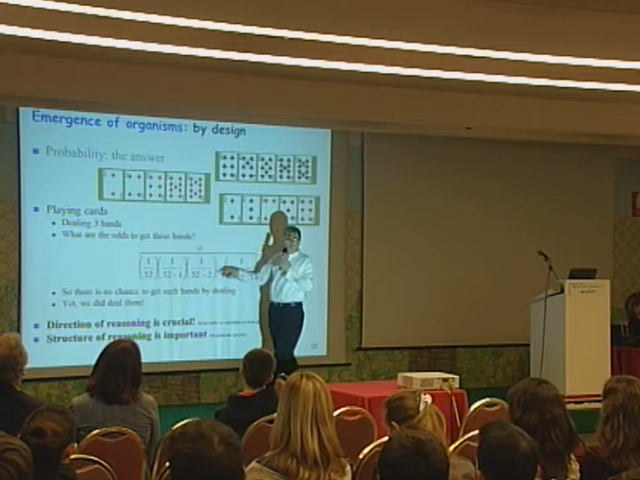 Emergence of organisms: by design
Probability: the answer
Playing cards
Dealing 3 hands
What are the odds to get these hands?
So there is no chance to get such hands by dealing
Yet, we did deal them!
Direction of reasoning is crucial!
Structure of reasoning is important